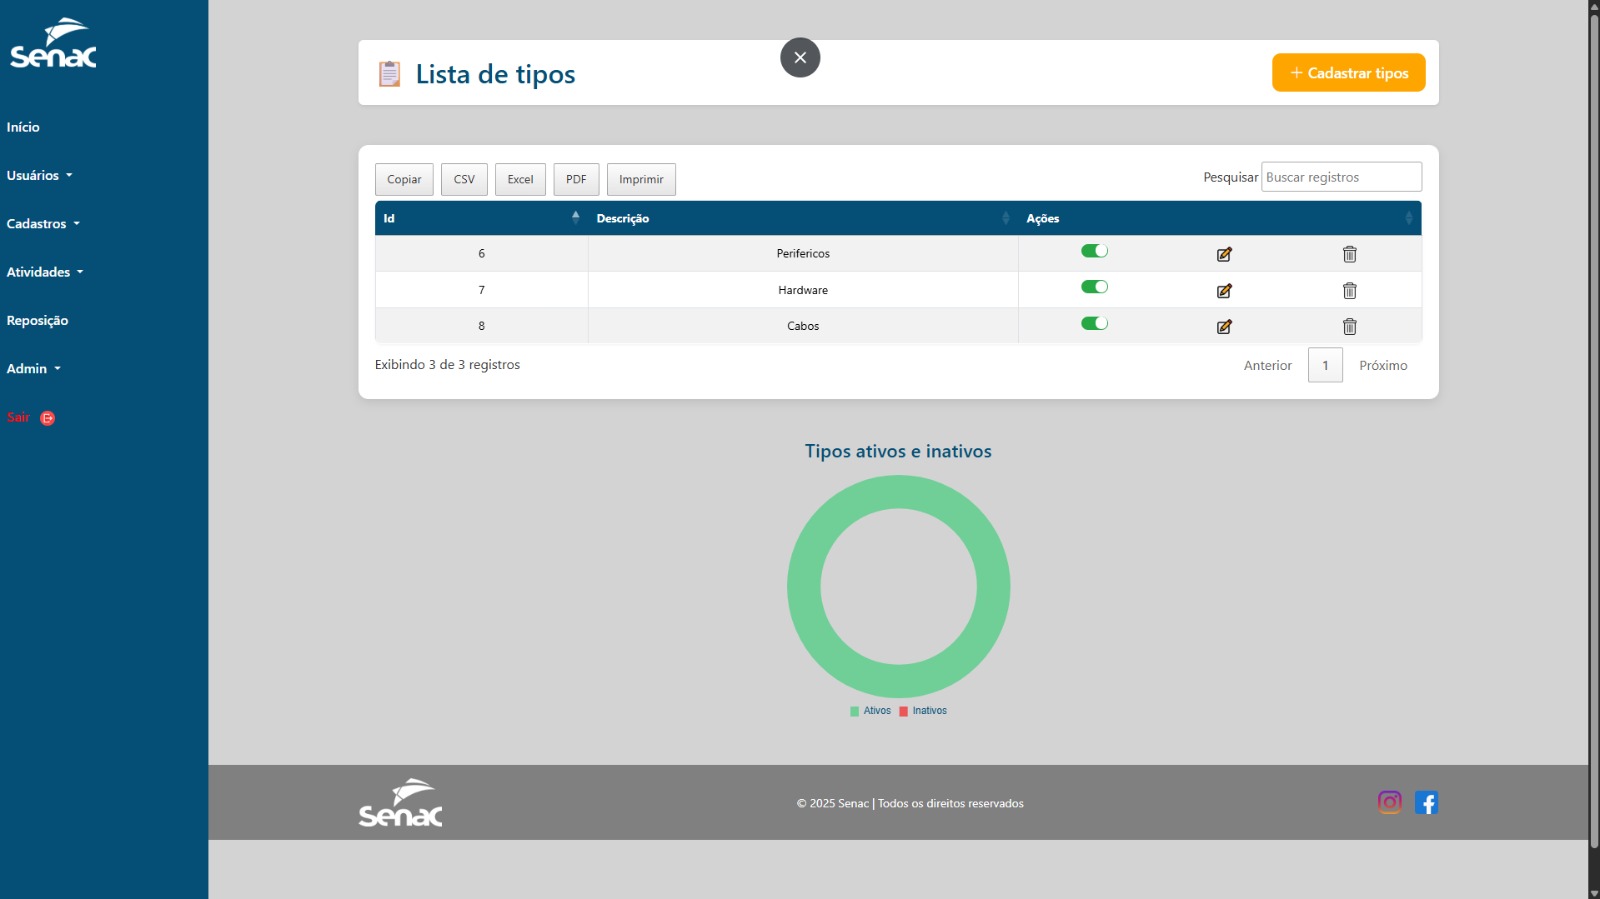 Senac
Início
Usuários
Cadastros
Atividades
Reposição
Admin
Sair
Lista de tipos
+ Cadastrar tipos
Copiar CSV Excel PDF Imprimir
Pesquisar Buscar registros
Id Descrição Ações
6 Perifericos
7 Hardware
8 Cabos
Exibindo 3 de 3 registros
Anterior 1 Próximo
Tipos ativos e inativos
Ativos Inativos
Senac
© 2025 Senac | Todos os direitos reservados